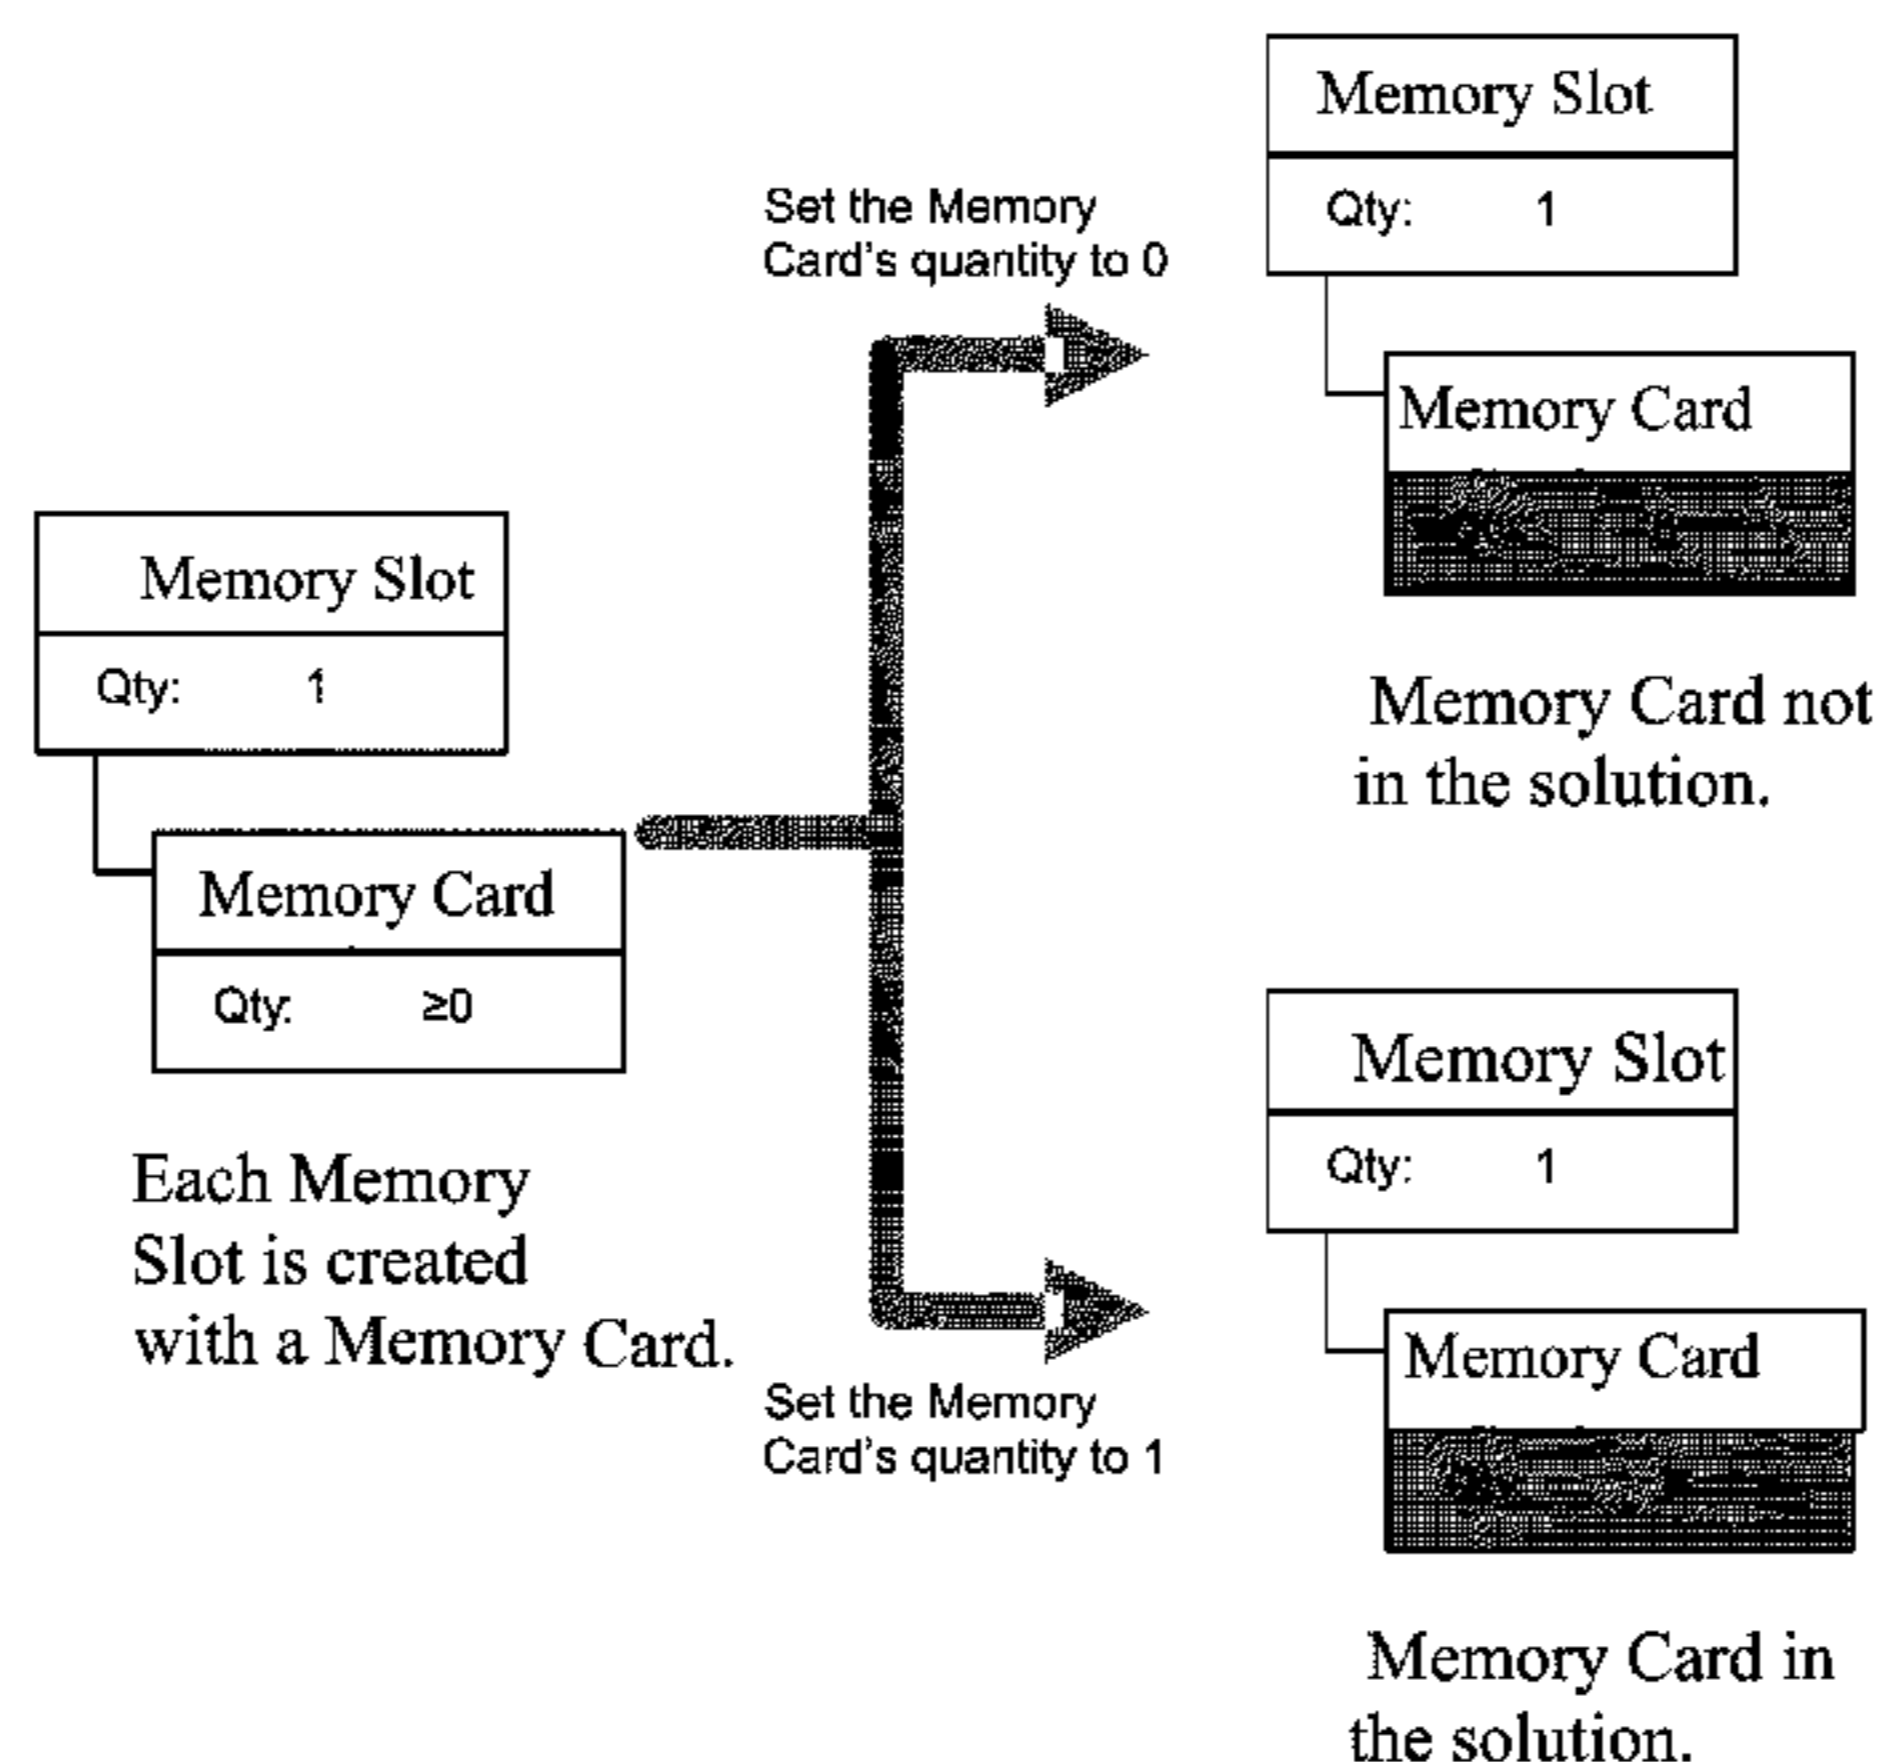 Memory Slot
Qty: 1
Memory Card
Qty: ≥0
Each Memory
Slot is created
with a Memory Card.
Set the Memory
Card's quantity to 0
Memory Slot
Qty: 1
Memory Card
Memory Card not
in the solution.
Set the Memory
Card's quantity to 1
Memory Slot
Qty: 1
Memory Card
Memory Card in
the solution.